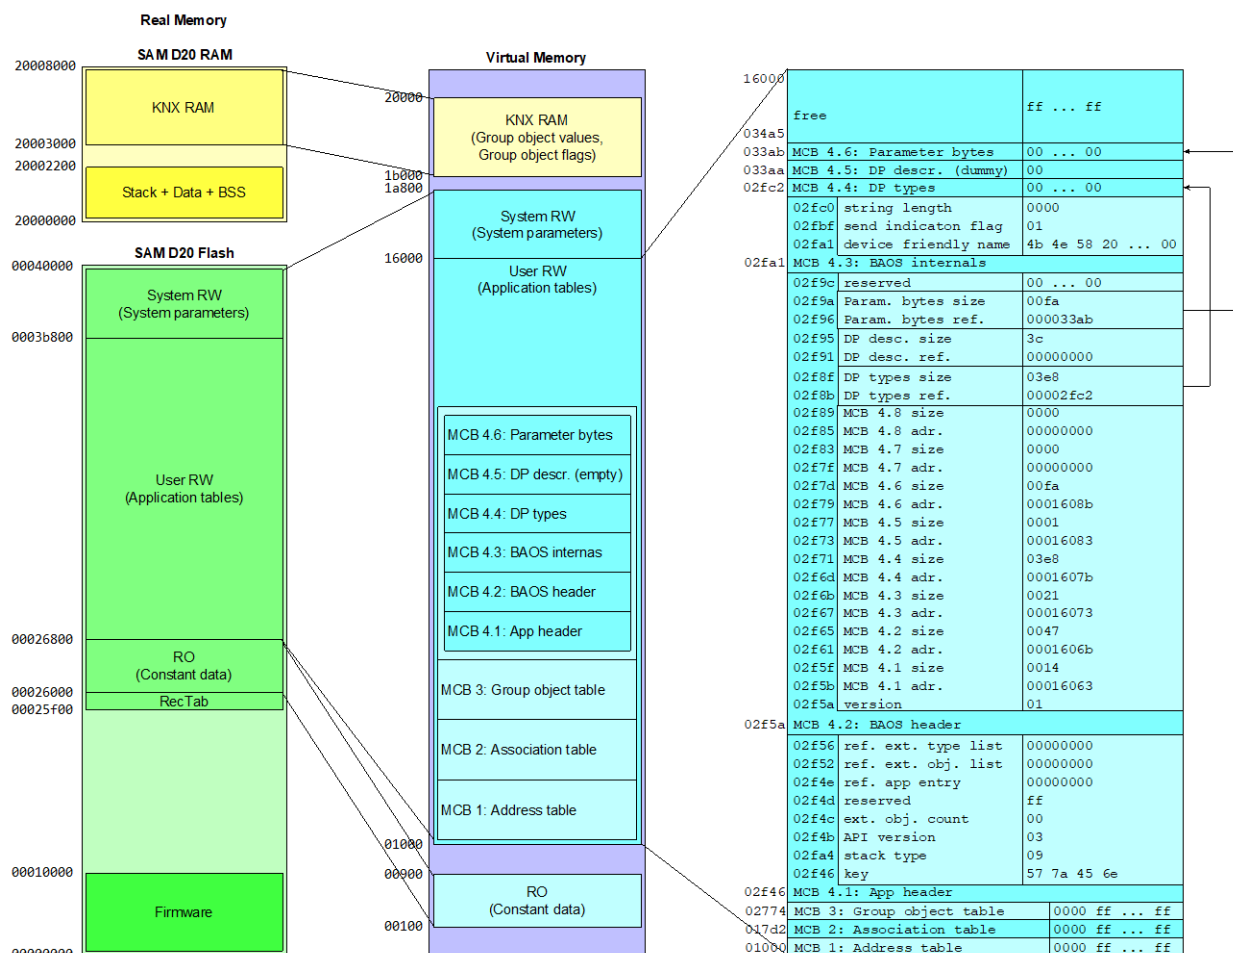 Real Memory
SAM D20 RAM
20008000
KNX RAM
20003000
20002200
Stack + Data + BSS
20000000
SAM D20 Flash
00040000
System RW
(System parameters)
0003b800
User RW
(Application tables)
00026800
RO
(Constant data)
00026000
RecTab
00025f00
00010000
Firmware
00000000
Virtual Memory
20000
KNX RAM
(Group object values,
Group object flags)
1b000
1a800
System RW
(System parameters)
16000
User RW
(Application tables)
MCB 4.6: Parameter bytes
MCB 4.5: DP descr. (empty)
MCB 4.4: DP types
MCB 4.3: BAOS internas
MCB 4.2: BAOS header
MCB 4.1: App header
MCB 3: Group object table
MCB 2: Association table
MCB 1: Address table
01000
00900
RO
(Constant data)
00100
16000
free ff ... ff
034a5
033ab MCB 4.6: Parameter bytes 00 ... 00
033aa MCB 4.5: DP descr. (dummy) 00
02fc2 MCB 4.4: DP types 00 ... 00
02fc0 string length 0000
02fbf send indicaton flag 01
02fa1 device friendly name 4b 4e 58 20 ... 00
02fa1 MCB 4.3: BAOS internals
02f9c reserved 00 ... 00
02f9a Param. bytes size 00fa
02f96 Param. bytes ref. 000033ab
02f95 DP desc. size 3c
02f91 DP desc. ref. 00000000
02f8f DP types size 03e8
02f8b DP types ref. 00002fc2
02f89 MCB 4.8 size 0000
02f85 MCB 4.8 adr. 00000000
02f83 MCB 4.7 size 0000
02f7f MCB 4.7 adr. 00000000
02f7d MCB 4.6 size 00fa
02f79 MCB 4.6 adr. 0001608b
02f77 MCB 4.5 size 0001
02f73 MCB 4.5 adr. 00016083
02f71 MCB 4.4 size 03e8
02f6d MCB 4.4 adr. 0001607b
02f6b MCB 4.3 size 0021
02f67 MCB 4.3 adr. 00016073
02f65 MCB 4.2 size 0047
02f61 MCB 4.2 adr. 0001606b
02f5f MCB 4.1 size 0014
02f5b MCB 4.1 adr. 00016063
02f5a version 01
02f5a MCB 4.2: BAOS header
02f56 ref. ext. type list 00000000
02f52 ref. ext. obj. list 00000000
02f4e ref. app entry 00000000
02f4d reserved ff
02f4c ext. obj. count 00
02f4b API version 03
02fa4 stack type 09
02f46 key 57 7a 45 6e
02f46 MCB 4.1: App header
02774 MCB 3: Group object table 0000 ff ... ff
017d2 MCB 2: Association table 0000 ff ... ff
01000 MCB 1: Address table 0000 ff ... ff